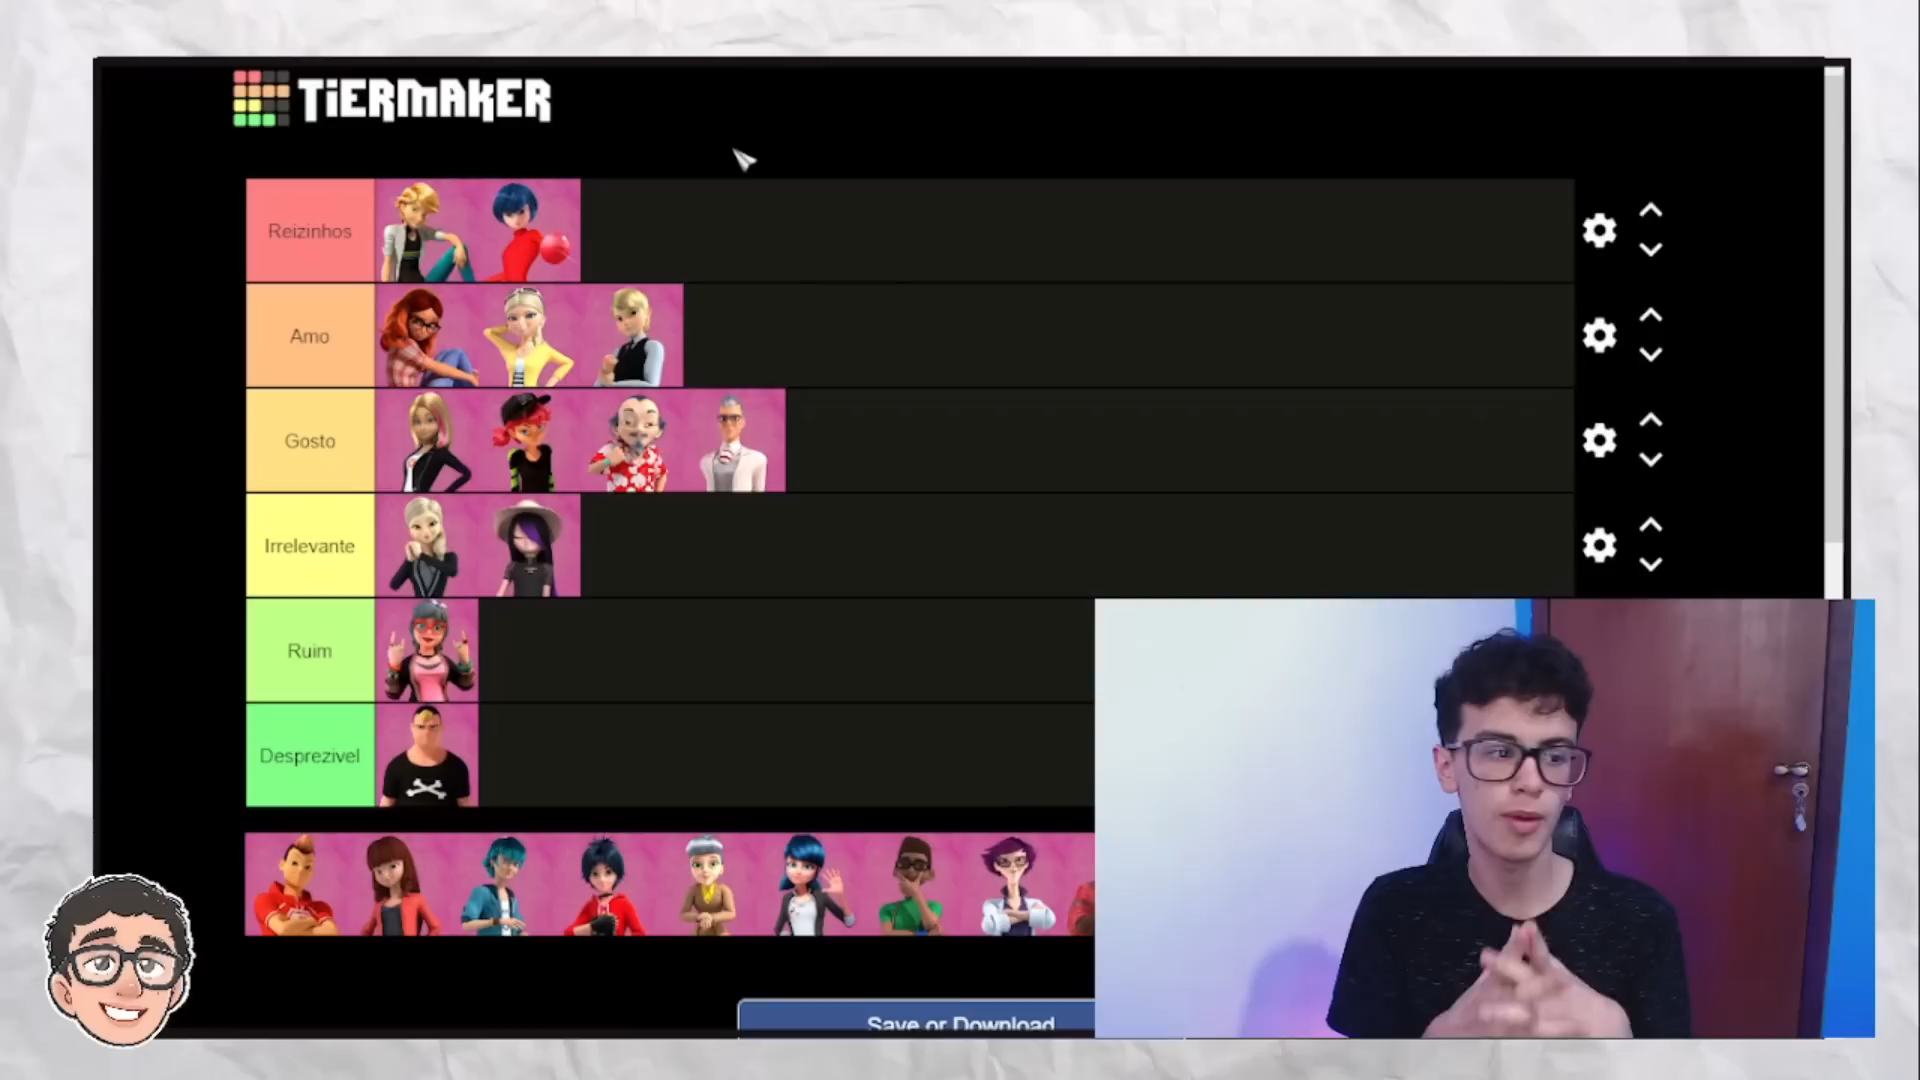 TiERMAKER
Reizinhos
Amo
Gosto
Irrelevante
Ruim
Desprezivel
Save or Download